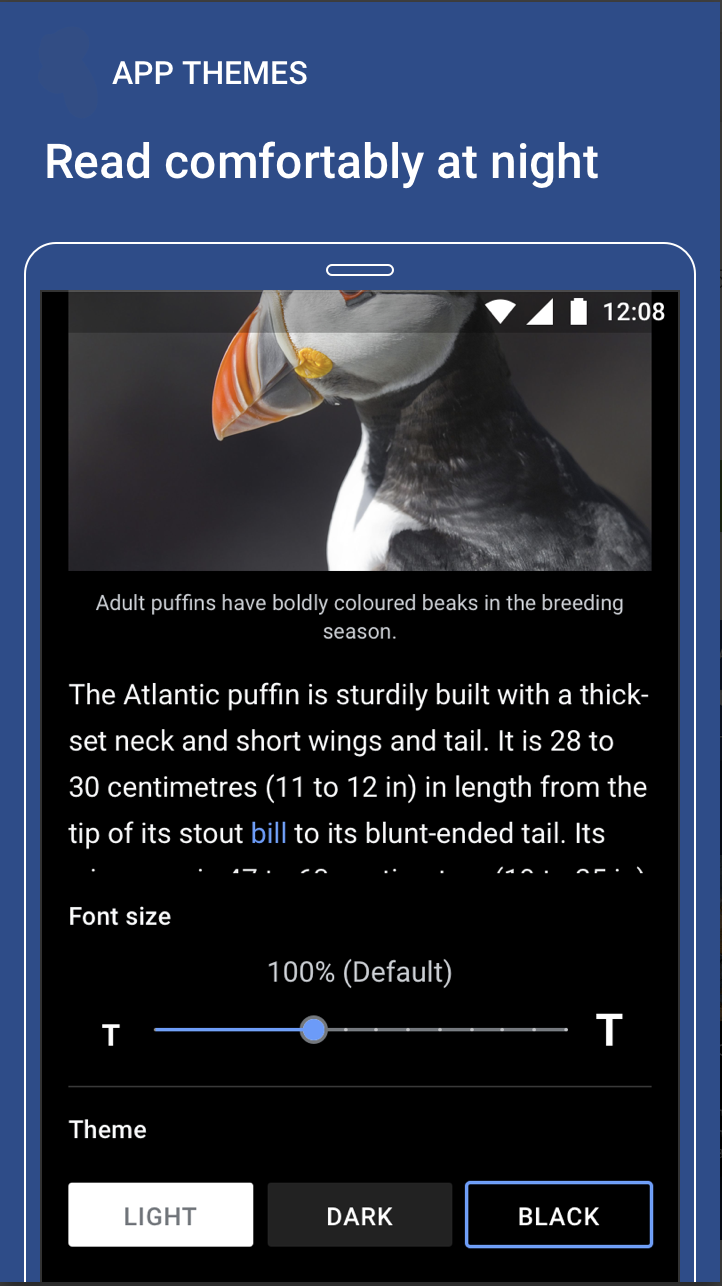 APP THEMES
Read comfortably at night
12:08
Adult puffins have boldly coloured beaks in the breeding
season.
The Atlantic puffin is sturdily built with a thick-
set neck and short wings and tail. It is 28 to
30 centimetres (11 to 12 in) in length from the
tip of its stout bill to its blunt-ended tail. Its
Font size
100% (Default)
T T
Theme
LIGHT DARK BLACK